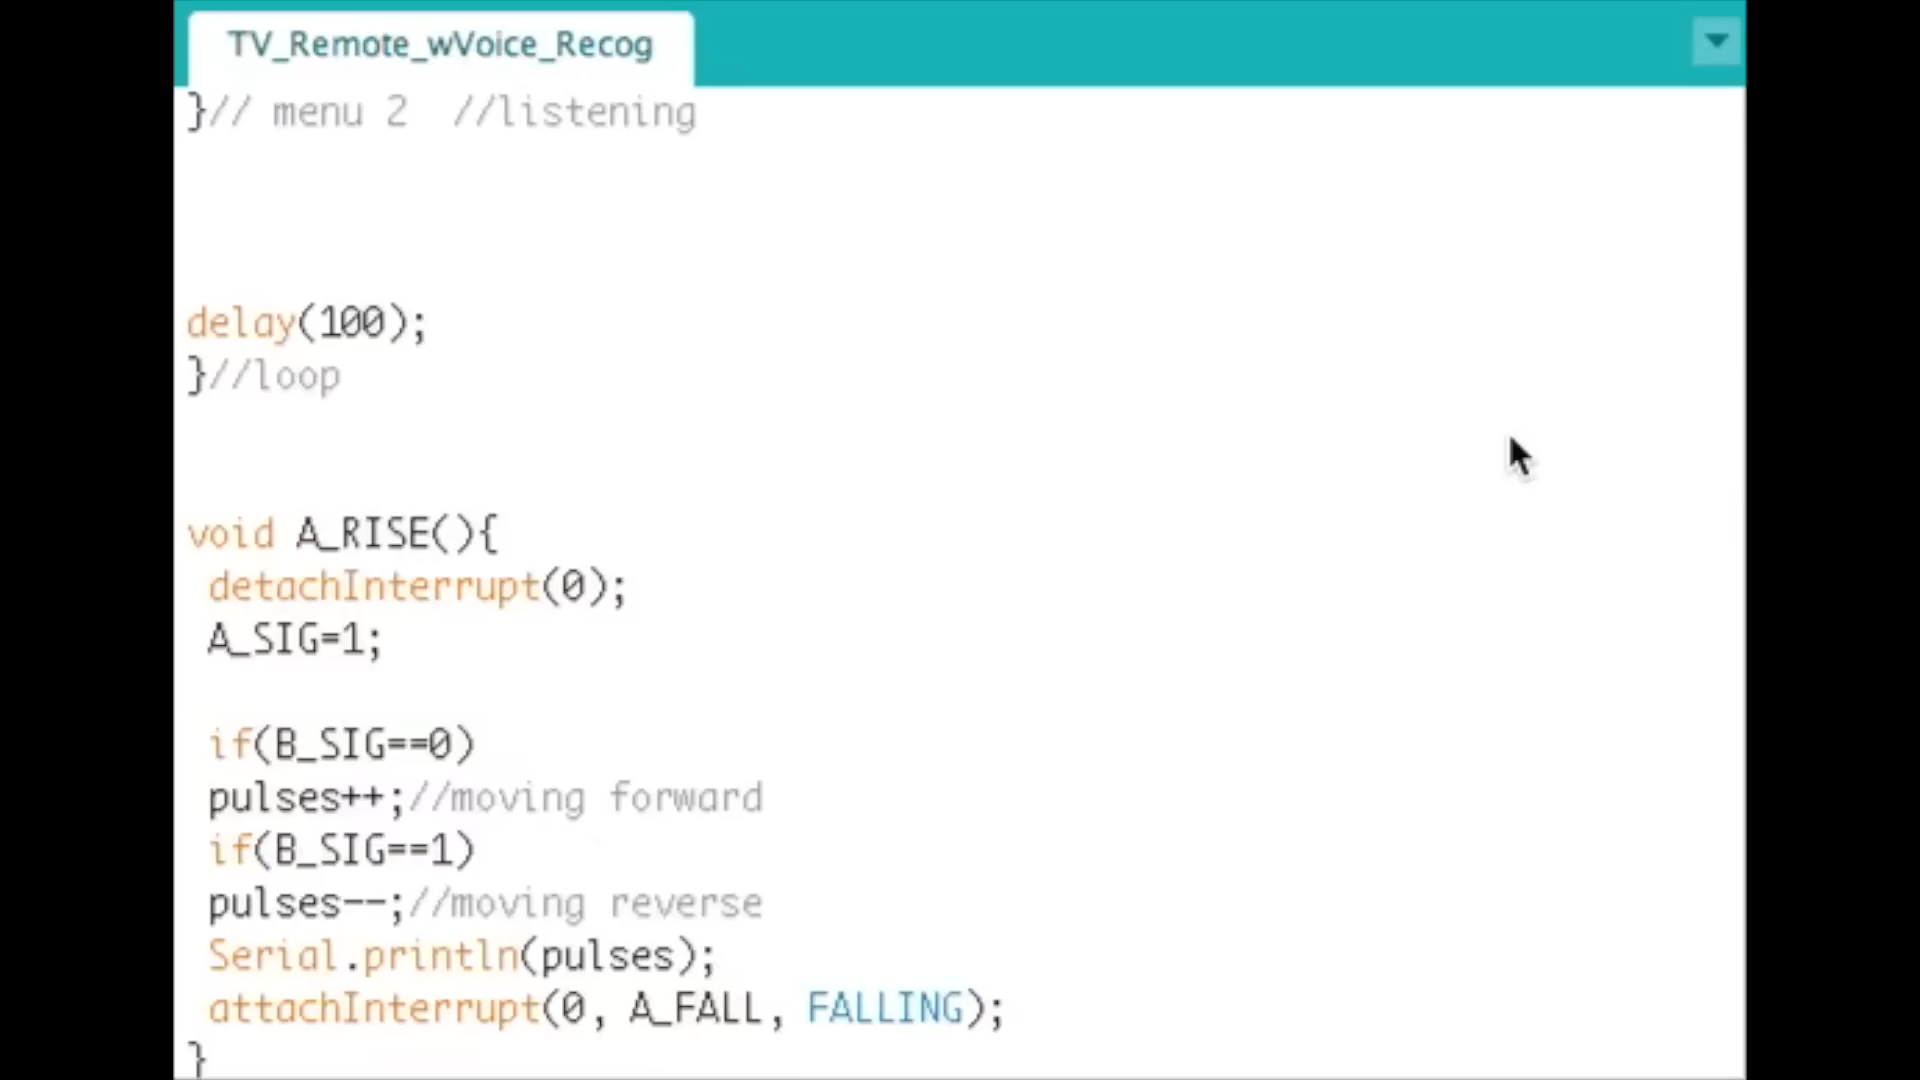 TV_Remote_wVoice_Recog
}// menu 2  //listening
delay(100);
}//loop
void A_RISE(){
 detachInterrupt(0);
 A_SIG=1;
 if(B_SIG==0)
 pulses++;//moving forward
 if(B_SIG==1)
 pulses--;//moving reverse
 Serial.println(pulses);
 attachInterrupt(0, A_FALL, FALLING);
}